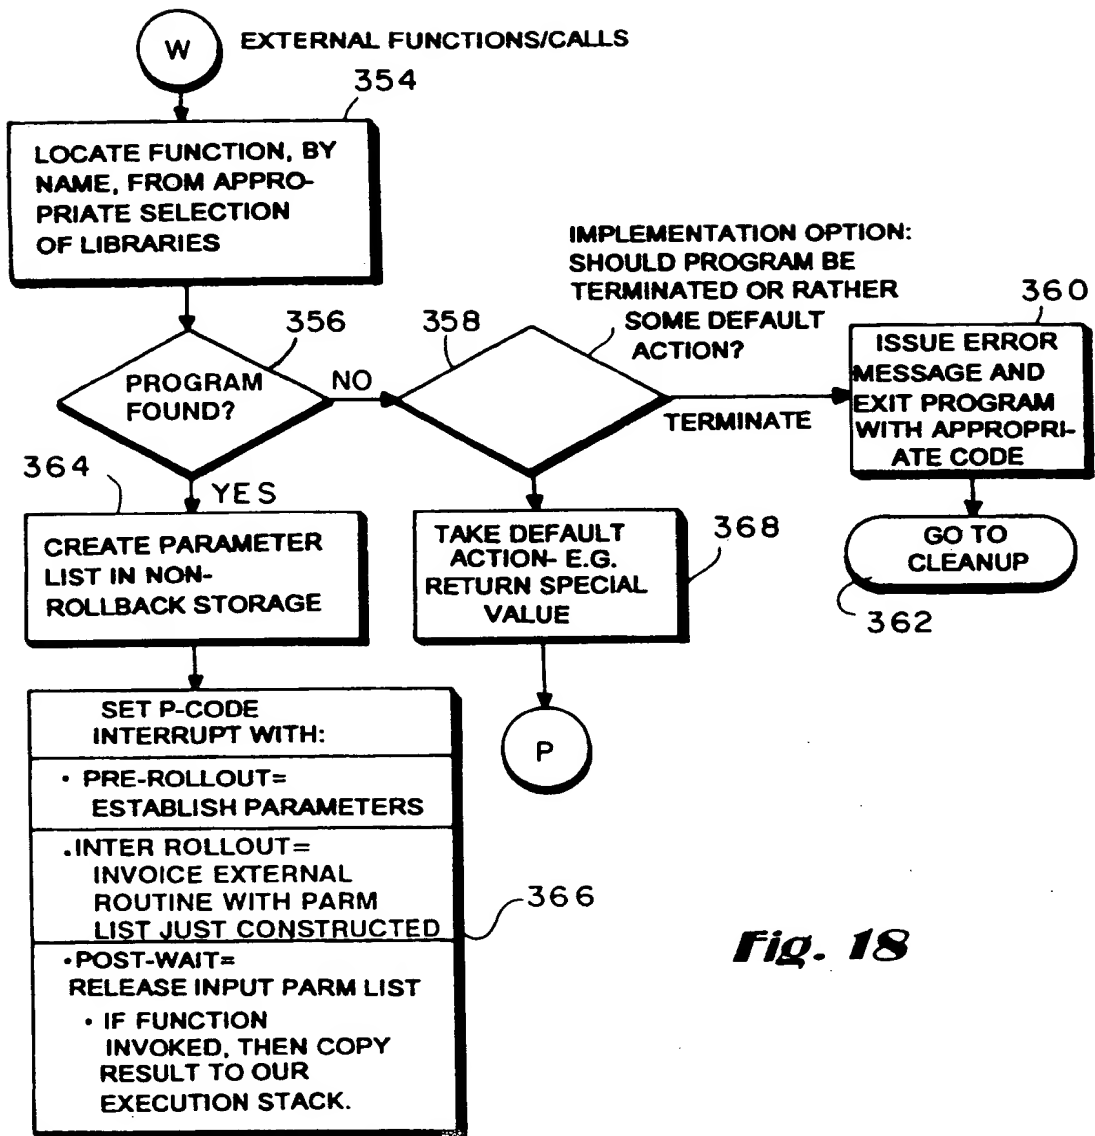 W
EXTERNAL FUNCTIONS/CALLS
354
LOCATE FUNCTION, BY
NAME, FROM APPRO-
PRIATE SELECTION
OF LIBRARIES
356
PROGRAM
FOUND?
NO
358
IMPLEMENTATION OPTION:
SHOULD PROGRAM BE
TERMINATED OR RATHER
SOME DEFAULT
ACTION?
TERMINATE
360
ISSUE ERROR
MESSAGE AND
EXIT PROGRAM
WITH APPROPRI-
ATE CODE
GO TO
CLEANUP
362
364
YES
CREATE PARAMETER
LIST IN NON-
ROLLBACK STORAGE
TAKE DEFAULT
ACTION- E.G.
RETURN SPECIAL
VALUE
368
P
SET P-CODE
INTERRUPT WITH:
• PRE-ROLLOUT=
ESTABLISH PARAMETERS
.INTER ROLLOUT=
INVOICE EXTERNAL
ROUTINE WITH PARM
LIST JUST CONSTRUCTED
366
•POST-WAIT=
RELEASE INPUT PARM LIST
• IF FUNCTION
INVOKED, THEN COPY
RESULT TO OUR
EXECUTION STACK.
Fig. 18